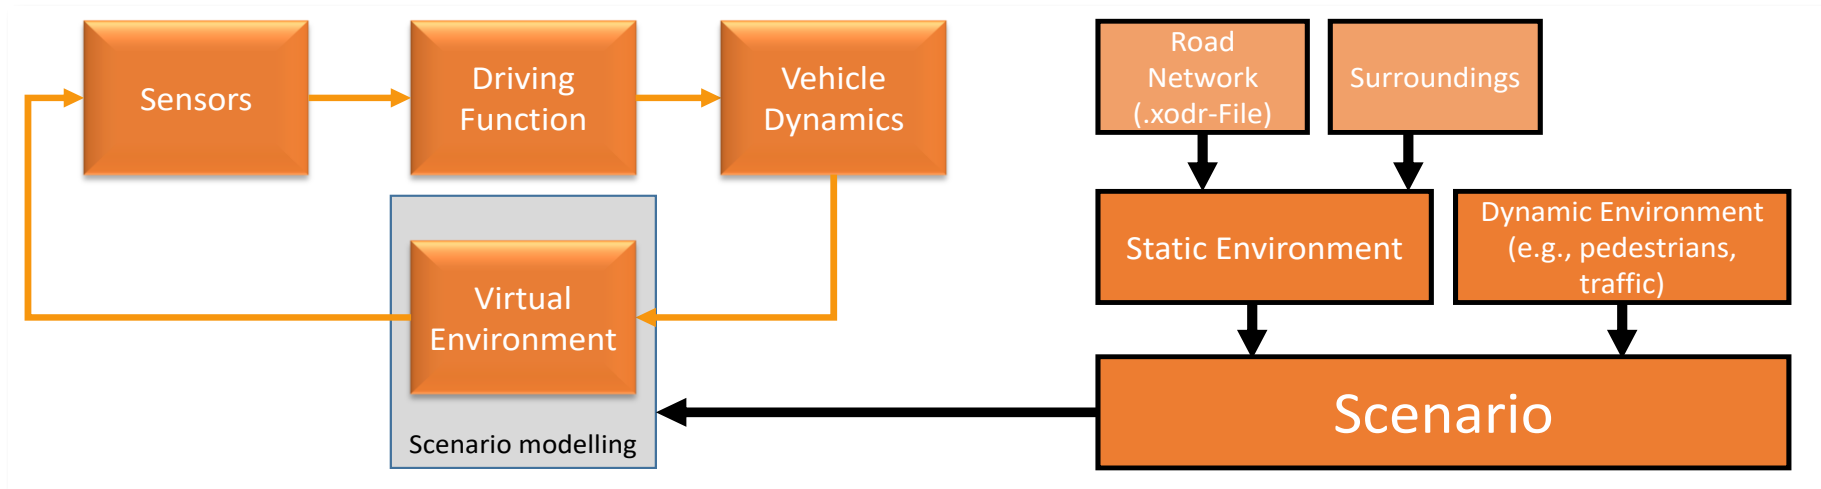 Sensors
Driving
Function
Vehicle
Dynamics
Virtual
Environment
Scenario modelling
Road
Network
(.xodr-File)
Surroundings
Static Environment
Dynamic Environment
(e.g., pedestrians,
traffic)
Scenario